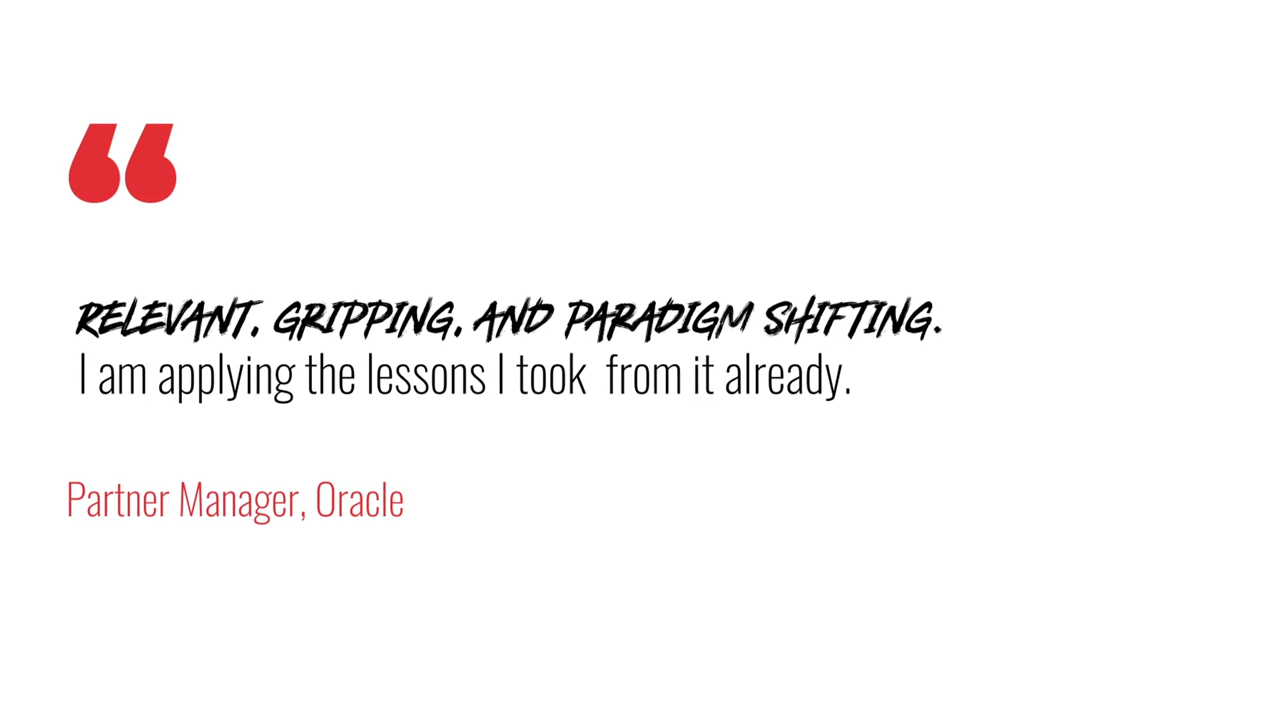 “
RELEVANT, GRIPPING, AND PARADIGM SHIFTING.
I am applying the lessons I took  from it already.
Partner Manager, Oracle